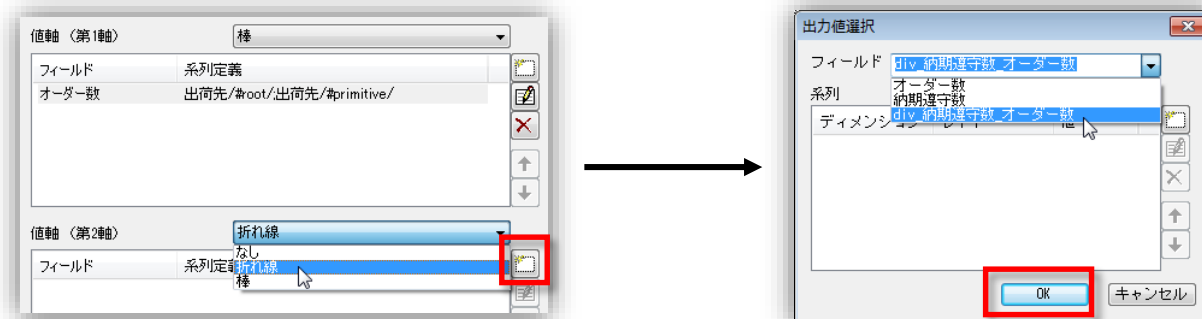 値軸（第1軸）
棒
フィールド
系列定義
オーダー数
出荷先/#root/;出荷先/#primitive/
値軸（第2軸）
折れ線
なし
折れ線
棒
フィールド
系列定
出力値選択
フィールド
div_納期遵守数_オーダー数
オーダー数
納期遵守数
div_納期遵守数_オーダー数
系列
ディメンション
OK
キャンセル